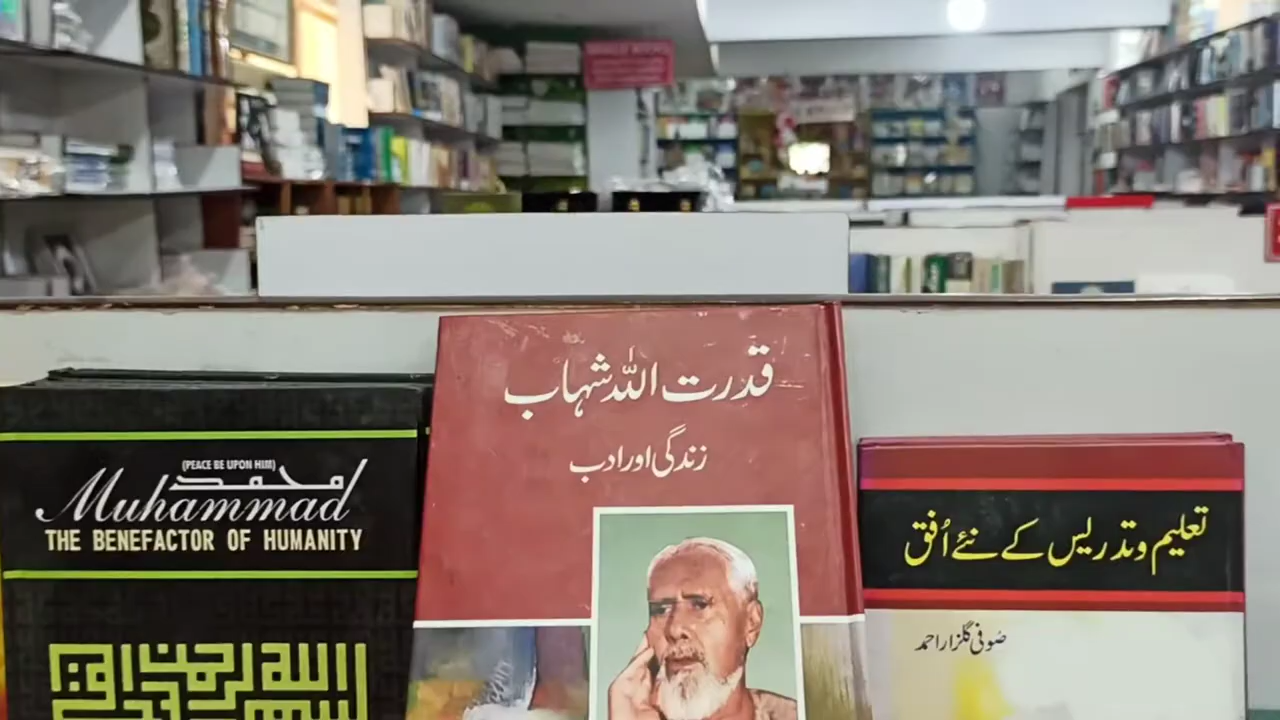 (PEACE BE UPON HIM)
محمد
Muhammad
THE BENEFACTOR OF HUMANITY
قدرت اللہ شہاب
زندگی اور ادب
تعلیم و تدریس کے نئے اُفق
صُوفی گلزار احمد